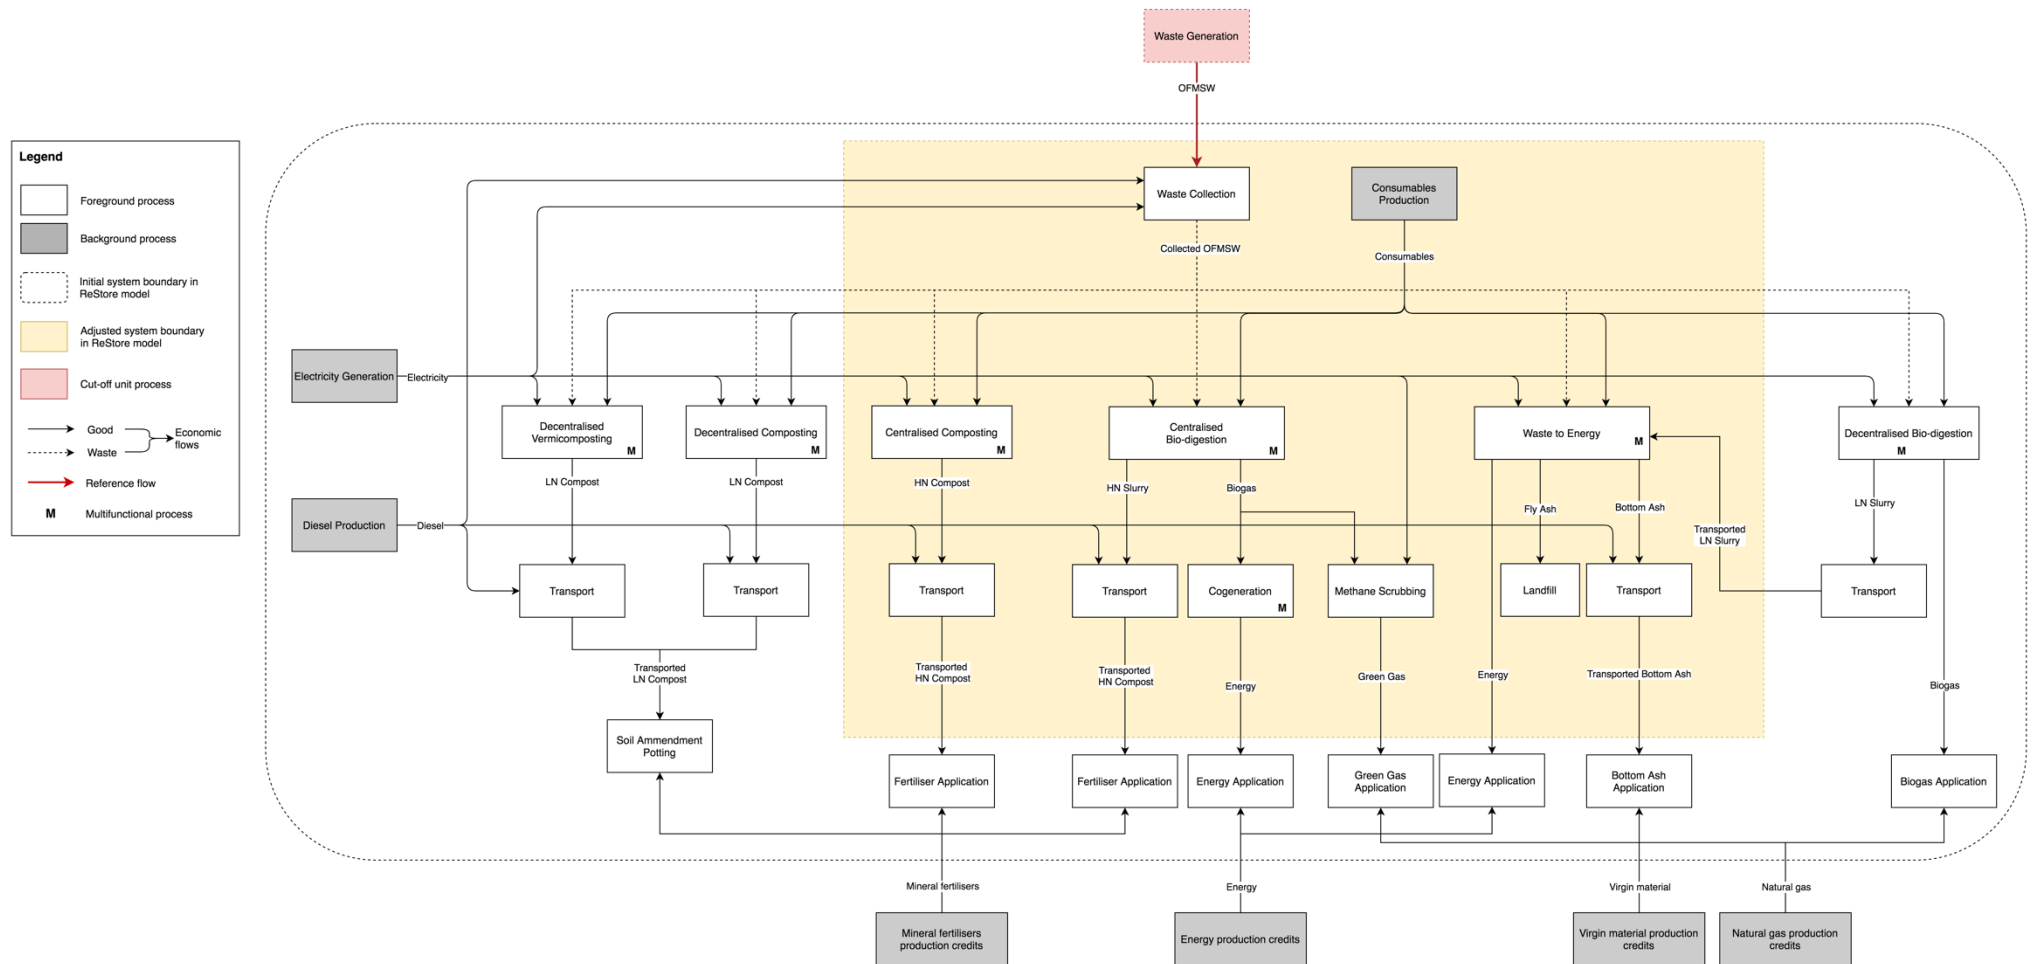 Waste Generation
OFMSW
Legend
Foreground process
Background process
Initial system boundary in
ReStore model
Adjusted system boundary
in ReStore model
Cut-off unit process
Good
Waste
Economic
flows
Reference flow
M
Multifunctional process
Waste Collection
Consumables
Production
Collected OFMSW
Consumables
Electricity Generation
Electricity
Decentralised
Vermicomposting
M
Decentralised Composting
M
Centralised Composting
M
Centralised
Bio-digestion
M
Waste to Energy
M
Decentralised Bio-digestion
M
LN Compost
LN Compost
HN Compost
HN Slurry
Biogas
Fly Ash
Bottom Ash
LN Slurry
Diesel Production
Diesel
Transported
LN Slurry
Transport
Transport
Transport
Transport
Cogeneration
M
Methane Scrubbing
Landfill
Transport
Transport
Transported
LN Compost
Transported
HN Compost
Transported
HN Compost
Energy
Green Gas
Energy
Transported Bottom Ash
Biogas
Soil Ammendment
Potting
Fertiliser Application
Fertiliser Application
Energy Application
Green Gas
Application
Energy Application
Bottom Ash
Application
Biogas Application
Mineral fertilisers
Energy
Virgin material
Natural gas
Mineral fertilisers
production credits
Energy production credits
Virgin material production
credits
Natural gas production
credits